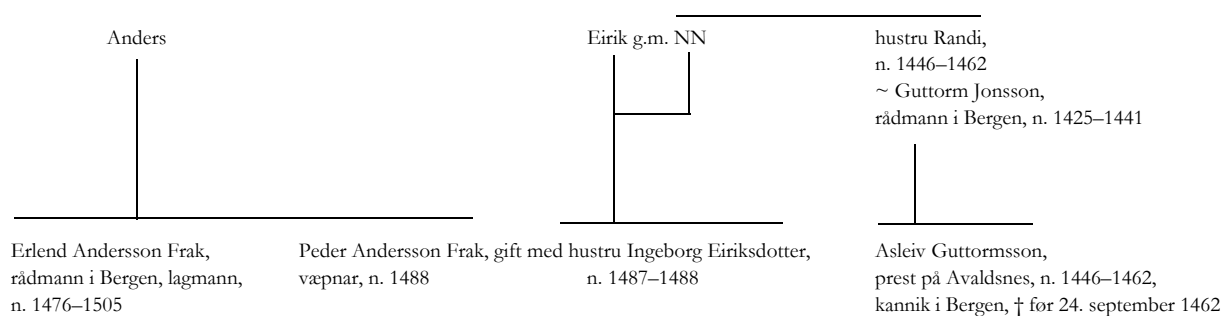 Anders
Eirik g.m. NN
hustru Randi,
n. 1446–1462
~ Guttorm Jonsson,
rådmann i Bergen, n. 1425–1441
Erlend Andersson Frak,
rådmann i Bergen, lagmann,
n. 1476–1505
Peder Andersson Frak, gift med hustru Ingeborg Eiriksdotter,
væpnar, n. 1488 n. 1487–1488
Asleiv Guttormsson,
prest på Avaldsnes, n. 1446–1462,
kannik i Bergen, † før 24. september 1462